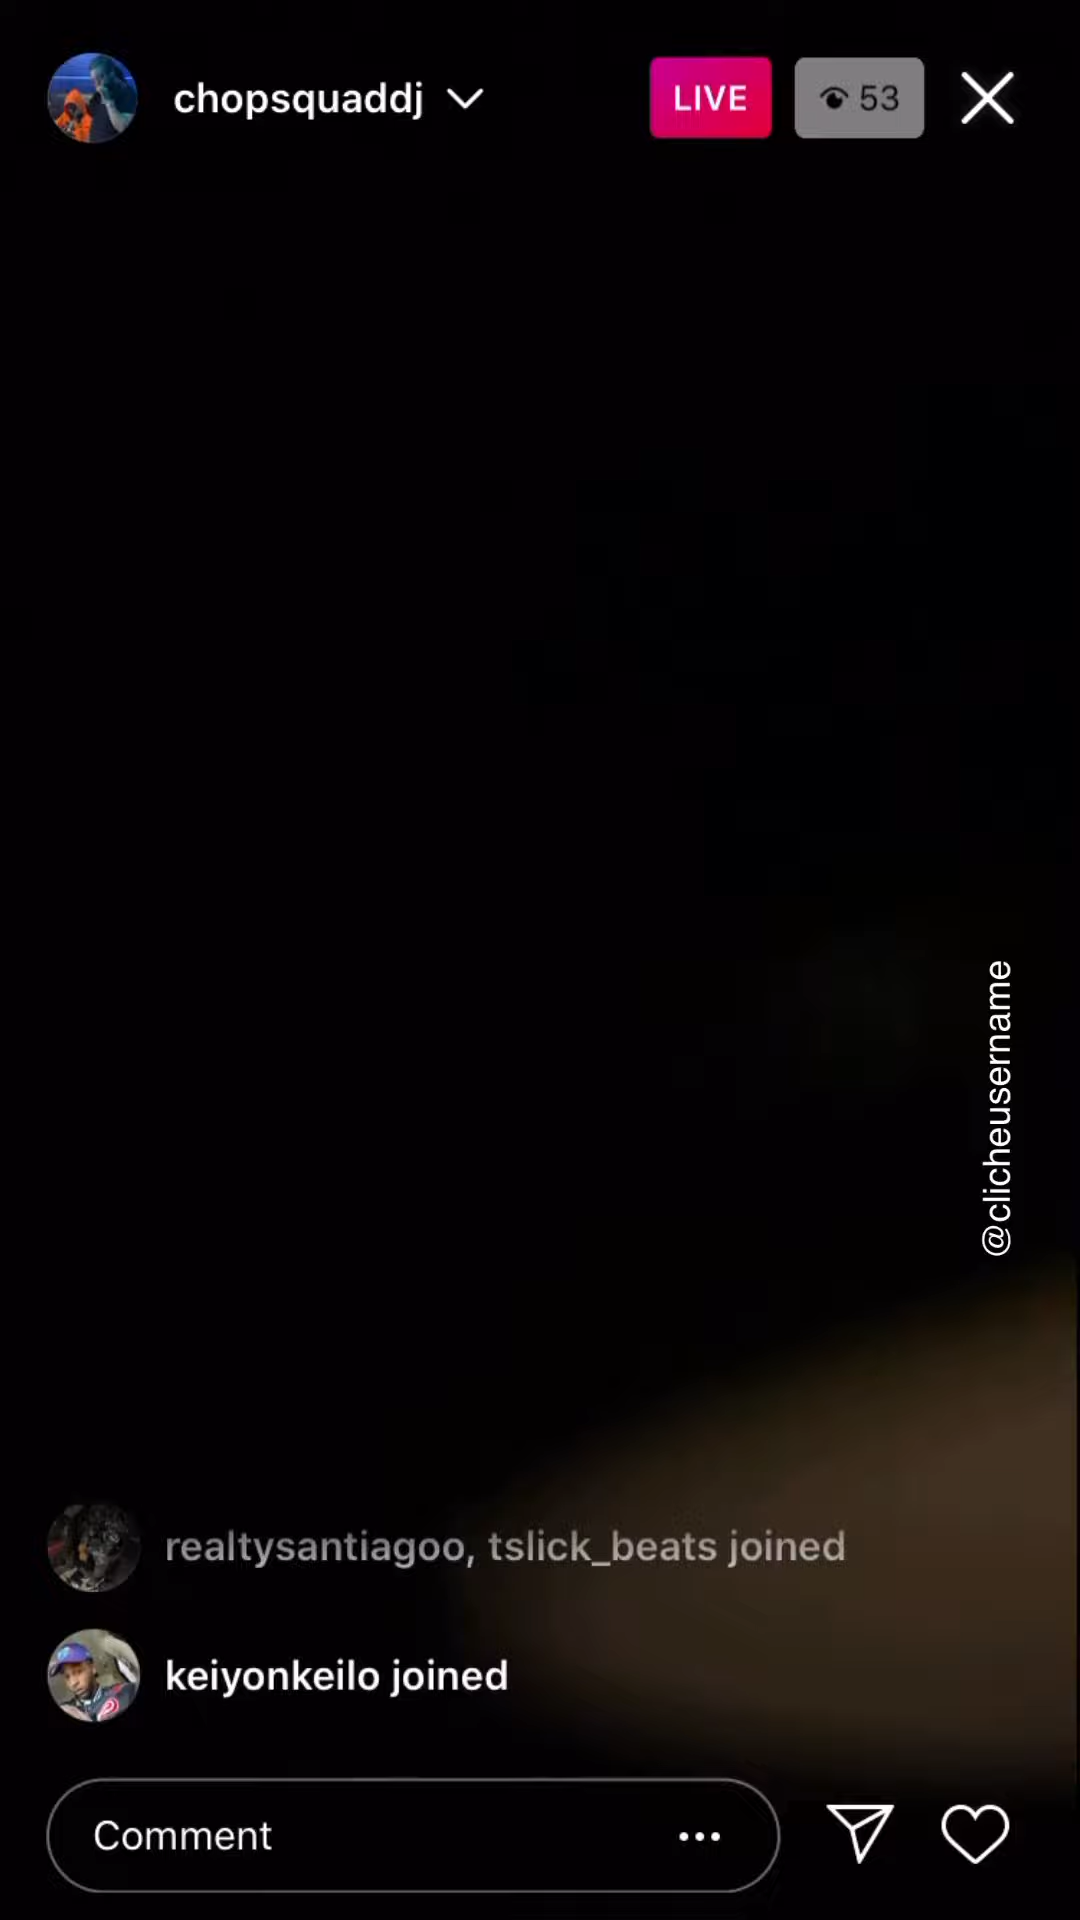 chopsquaddj
LIVE
53
@clicheusername
realtysantiagoo, tslick_beats joined
keiyonkeilo joined
Comment